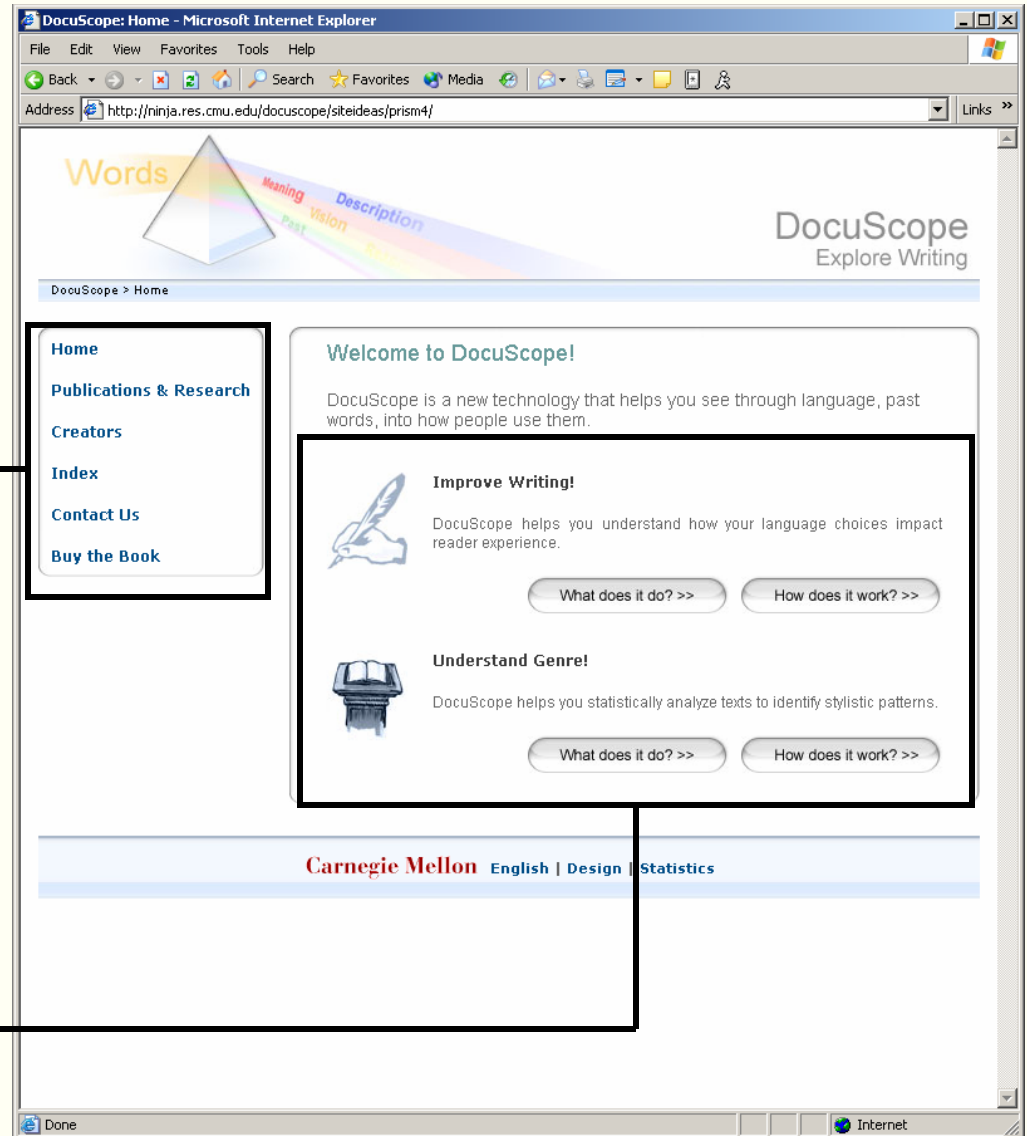 DocuScope: Home - Microsoft Internet Explorer
File Edit View Favorites Tools Help
Back Search Favorites Media
Address http://ninja.res.cmu.edu/docuscope/siteideas/prism4/ Links »
Words
Meaning Description
Past Vision
DocuScope
Explore Writing
DocuScope > Home
Home
Publications & Research
Creators
Index
Contact Us
Buy the Book
Welcome to DocuScope!
DocuScope is a new technology that helps you see through language, past
words, into how people use them.
Improve Writing!
DocuScope helps you understand how your language choices impact
reader experience.
What does it do? >> How does it work? >>
Understand Genre!
DocuScope helps you statistically analyze texts to identify stylistic patterns.
What does it do? >> How does it work? >>
Carnegie Mellon English | Design | Statistics
Done Internet